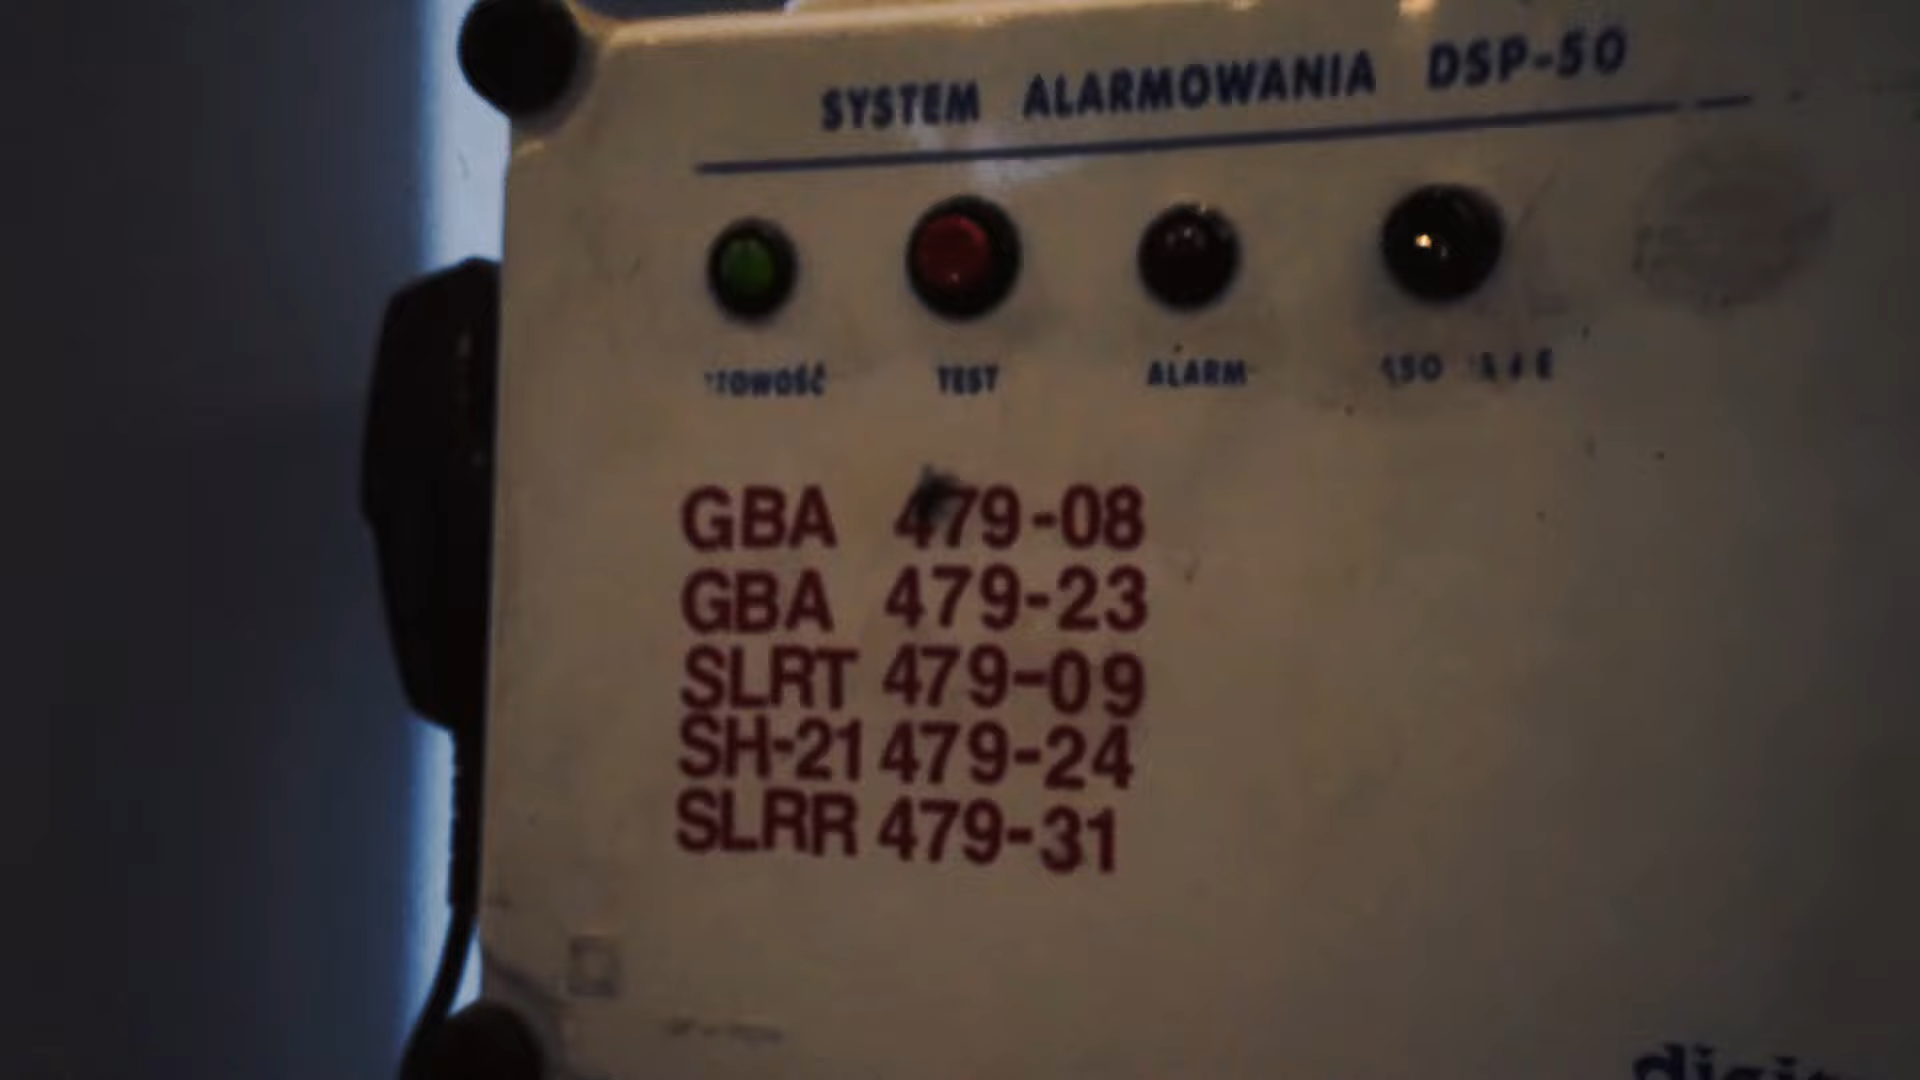 SYSTEM ALARMOWANIA DSP-50
TEST ALARM
GBA 479-08
GBA 479-23
SLRT 479-09
SH-21 479-24
SLRR 479-31